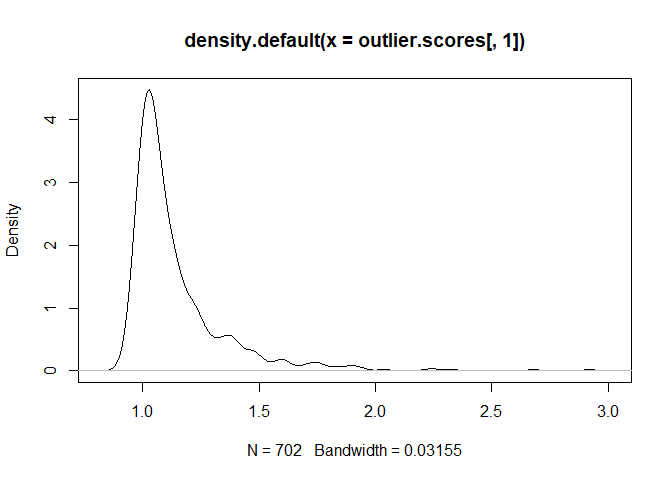 density.default(x = outlier.scores[, 1])
Density
4
3
2
1
0
1.0 1.5 2.0 2.5 3.0
N = 702 Bandwidth = 0.03155